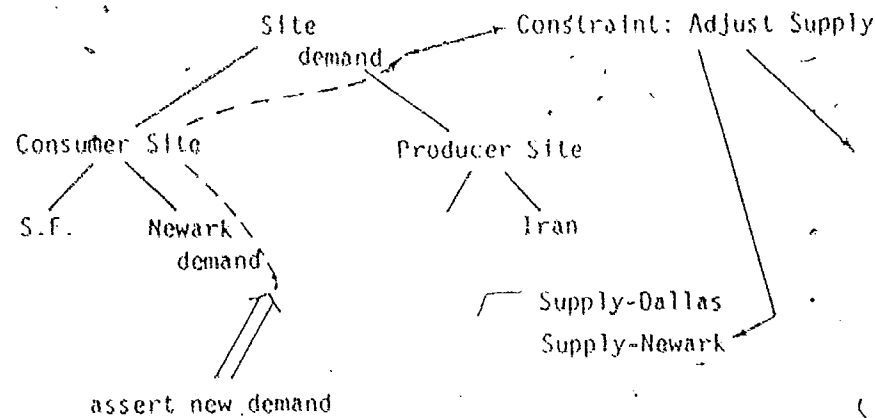 Site
Constraint: Adjust Supply
demand
Consumer Site
Producer Site
S.F.
Newark
Iran
demand
Supply-Dallas
Supply-Newark
assert new demand